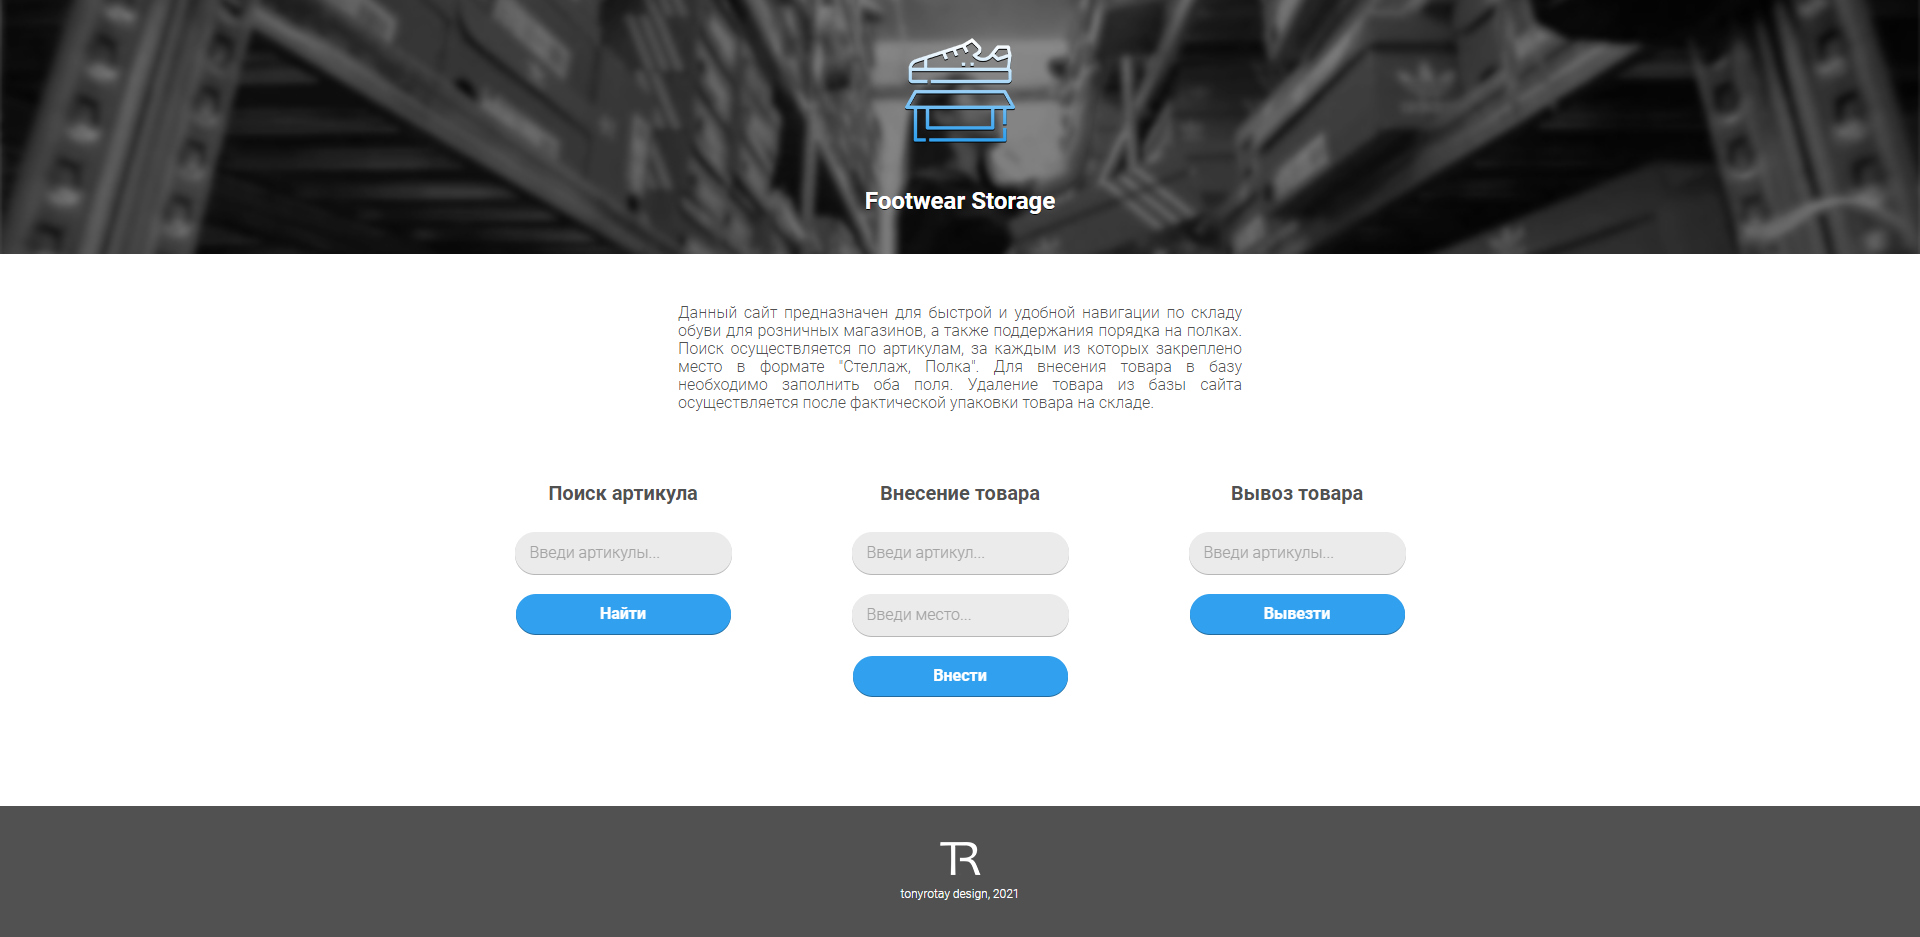 Footwear Storage
Данный сайт предназначен для быстрой и удобной навигации по складу
обуви для розничных магазинов, а также поддержания порядка на полках.
Поиск осуществляется по артикулам, за каждым из которых закреплено
место в формате "Стеллаж, Полка". Для внесения товара в базу
необходимо заполнить оба поля. Удаление товара из базы сайта
осуществляется после фактической упаковки товара на складе.
Поиск артикула
Введи артикулы...
Найти
Внесение товара
Введи артикул...
Введи место...
Внести
Вывоз товара
Введи артикулы...
Вывезти
TR
tonyrotay design, 2021